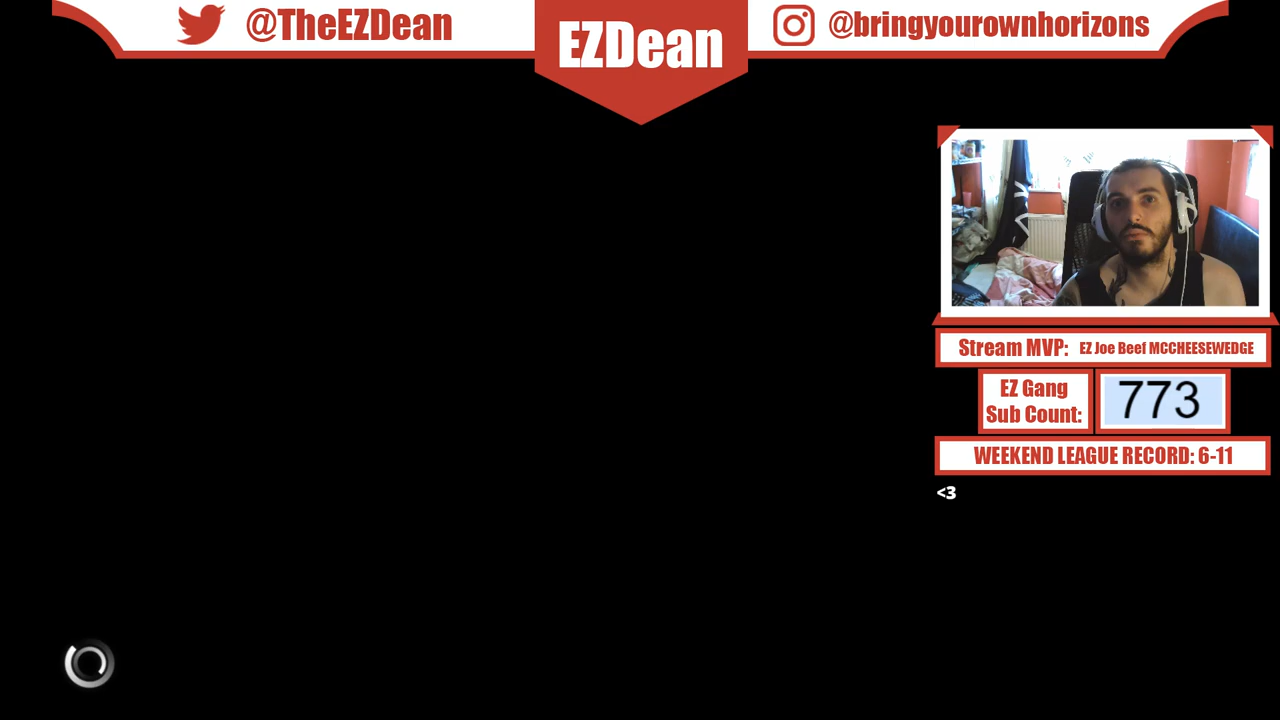 @TheEZDean
EZDean
@bringyourownhorizons
Stream MVP: EZ Joe Beef MCCHEESEWEDGE
EZ Gang
Sub Count:
773
WEEKEND LEAGUE RECORD: 6-11
<3